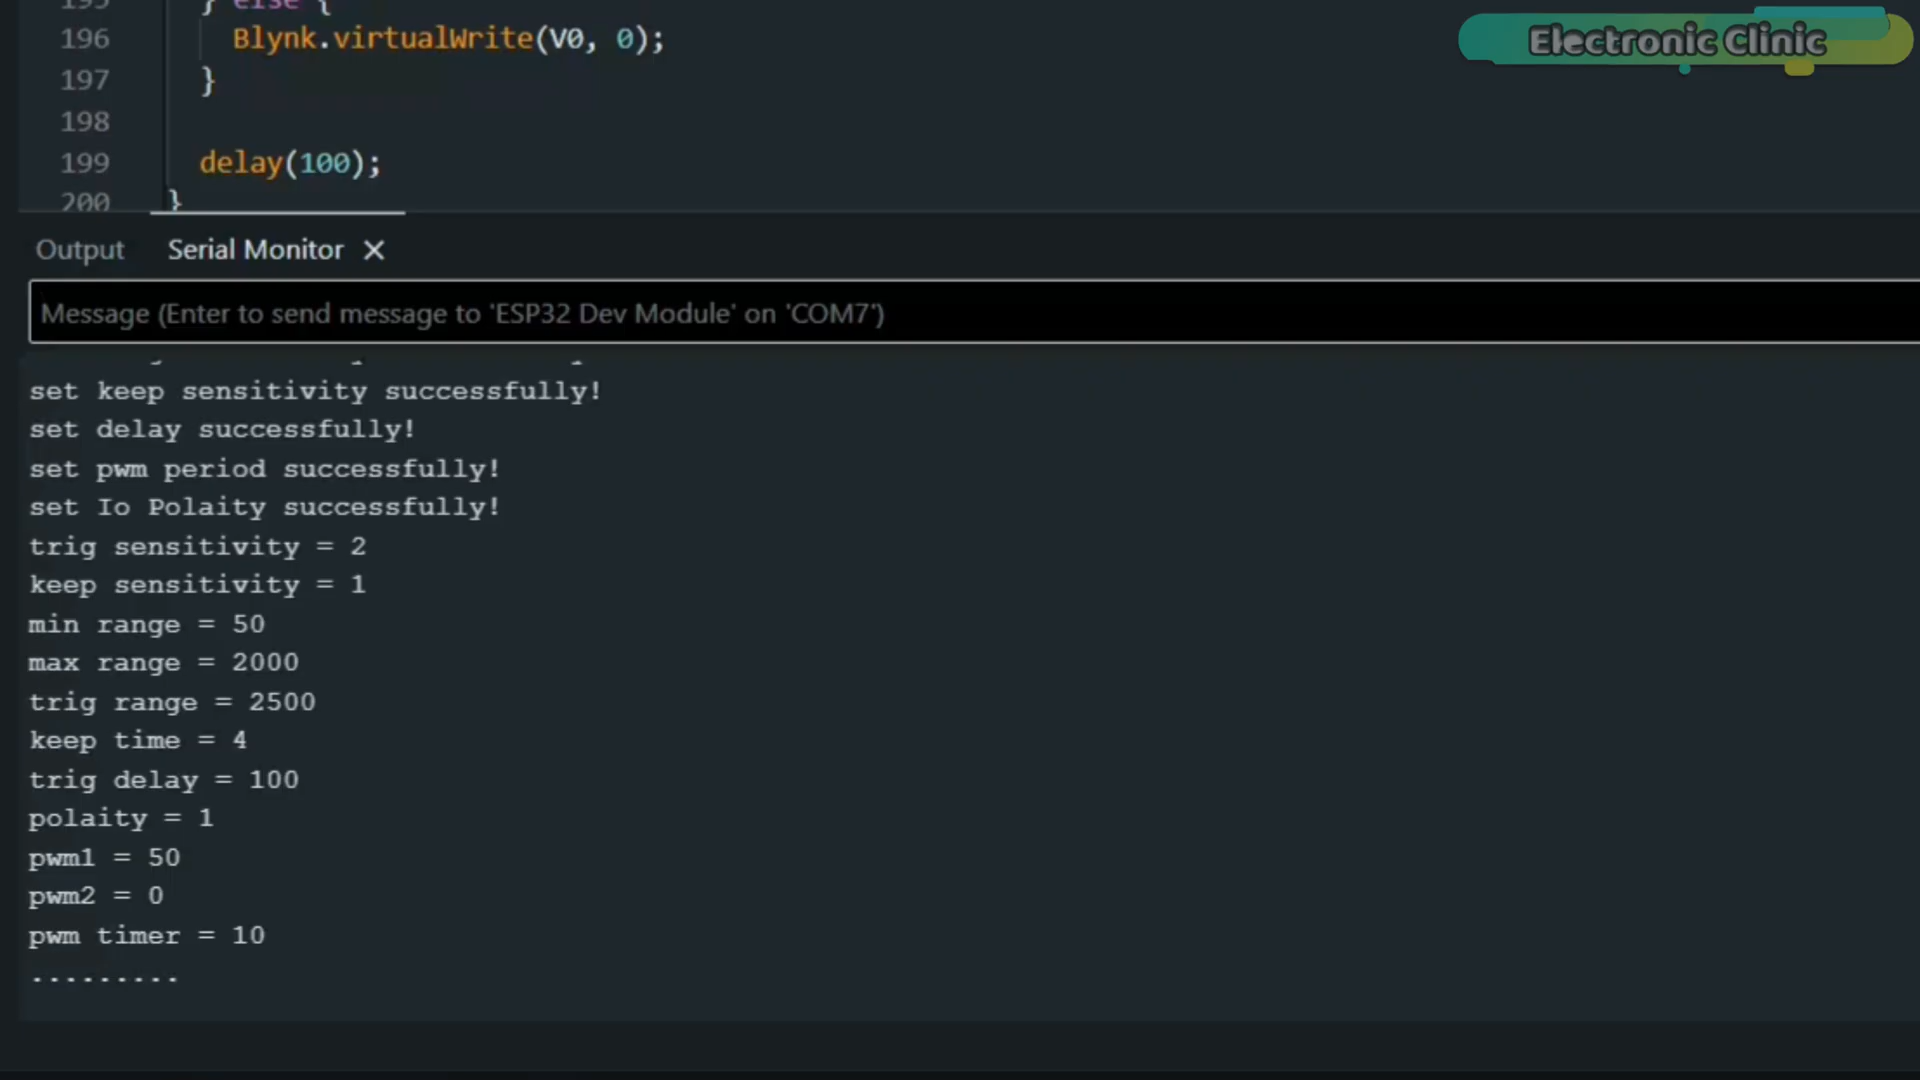 195 } else {
Electronic Clinic
196 Blynk.virtualWrite(V0, 0);
197 }
198
199 delay(100);
200 }
Output Serial Monitor ×
Message (Enter to send message to 'ESP32 Dev Module' on 'COM7')
set keep sensitivity successfully!
set delay successfully!
set pwm period successfully!
set Io Polaity successfully!
trig sensitivity = 2
keep sensitivity = 1
min range = 50
max range = 2000
trig range = 2500
keep time = 4
trig delay = 100
polaity = 1
pwm1 = 50
pwm2 = 0
pwm timer = 10
.........